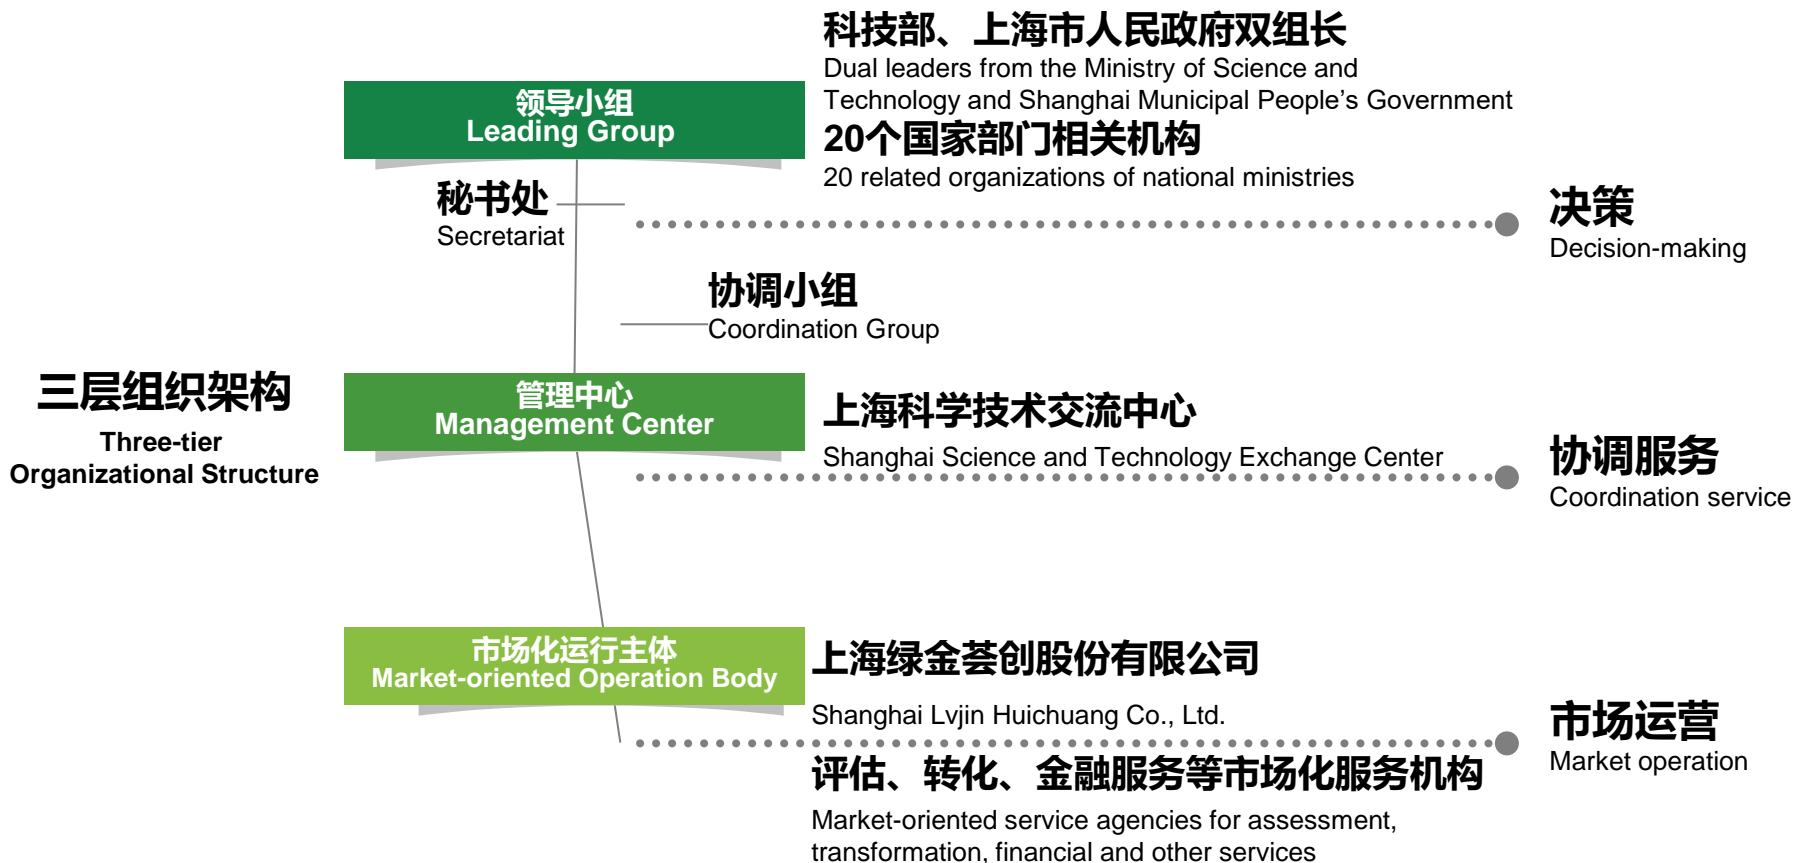 科技部、上海市人民政府双组长
Dual leaders from the Ministry of Science and
Technology and Shanghai Municipal People’s Government
领导小组
Leading Group
20个国家部门相关机构
20 related organizations of national ministries
秘书处
Secretariat
决策
Decision-making
协调小组
Coordination Group
三层组织架构
Three-tier
Organizational Structure
管理中心
Management Center
上海科学技术交流中心
Shanghai Science and Technology Exchange Center
协调服务
Coordination service
市场化运行主体
Market-oriented Operation Body
上海绿金荟创股份有限公司
Shanghai Lvjin Huichuang Co., Ltd.
市场运营
Market operation
评估、转化、金融服务等市场化服务机构
Market-oriented service agencies for assessment,
transformation, financial and other services